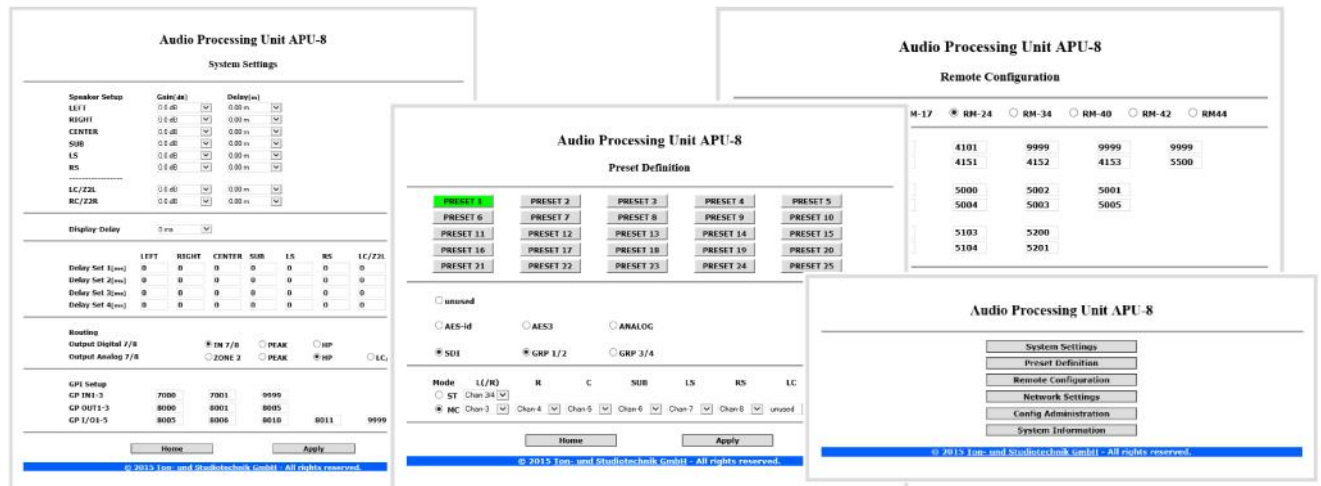 Audio Processing Unit APU-8
System Settings
Speaker Setup Gain(dB) Delay(m)
LEFT 0.0 dB 0.00 m
RIGHT 0.0 dB 0.00 m
CENTER 0.0 dB 0.00 m
SUB 0.0 dB 0.00 m
LS 0.0 dB 0.00 m
RS 0.0 dB 0.00 m
-----------------
LC/Z2L 0.0 dB 0.00 m
RC/Z2R 0.0 dB 0.00 m
Display-Delay 0 ms
LEFT RIGHT CENTER SUB LS RS LC/Z2L
Delay Set 1[ms] 0 0 0 0 0 0 0
Delay Set 2[ms] 0 0 0 0 0 0 0
Delay Set 3[ms] 0 0 0 0 0 0 0
Delay Set 4[ms] 0 0 0 0 0 0 0
Routing
Output Digital 7/8 IN 7/8 PEAK HP
Output Analog 7/8 ZONE 2 PEAK HP LC/
GPI Setup
GP IN1-3 7000 7001 9999
GP OUT1-3 8000 8001 8005
GP I/O1-5 8005 8006 8010 8011 9999
Home Apply
© 2015 Ton- und Studiotechnik GmbH - All rights reserved.
Audio Processing Unit APU-8
Preset Definition
PRESET 1 PRESET 2 PRESET 3 PRESET 4 PRESET 5
PRESET 6 PRESET 7 PRESET 8 PRESET 9 PRESET 10
PRESET 11 PRESET 12 PRESET 13 PRESET 14 PRESET 15
PRESET 16 PRESET 17 PRESET 18 PRESET 19 PRESET 20
PRESET 21 PRESET 22 PRESET 23 PRESET 24 PRESET 25
unused
AES-id AES3 ANALOG
SDI GRP 1/2 GRP 3/4
Mode L(/R) R C SUB LS RS LC
ST Chan 3/4
MC Chan-3 Chan-4 Chan-5 Chan-6 Chan-7 Chan-8 unused
Home Apply
© 2015 Ton- und Studiotechnik GmbH - All rights reserved.
Audio Processing Unit APU-8
Remote Configuration
M-17 RM-24 RM-34 RM-40 RM-42 RM44
4101 9999 9999 9999
4151 4152 4153 5500
5000 5002 5001
5004 5003 5005
5103 5200
5104 5201
Audio Processing Unit APU-8
System Settings
Preset Definition
Remote Configuration
Network Settings
Config Administration
System Information
© 2015 Ton- und Studiotechnik GmbH - All rights reserved.